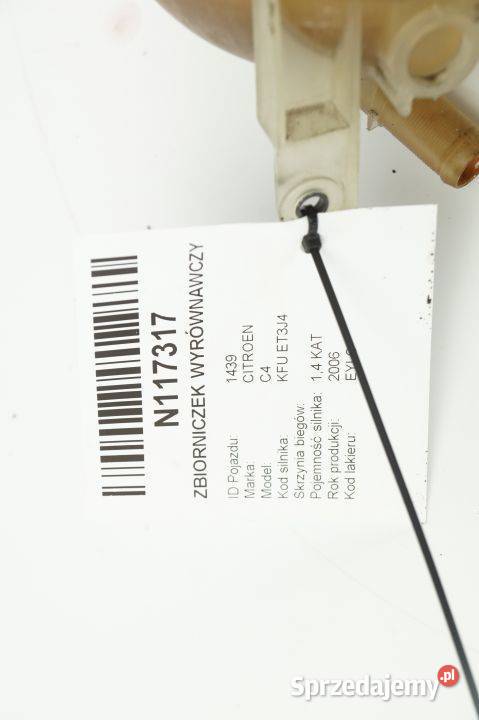 N117317
ZBIORNICZEK WYRÓWNAWCZY
ID Pojazdu: 1439
Marka: CITROEN
Model: C4
Kod silnika: KFU ET3J4
Skrzynia biegów:
Pojemność silnika: 1,4 KAT
Rok produkcji: 2006
Kod lakieru:
Sprzedajemy.pl